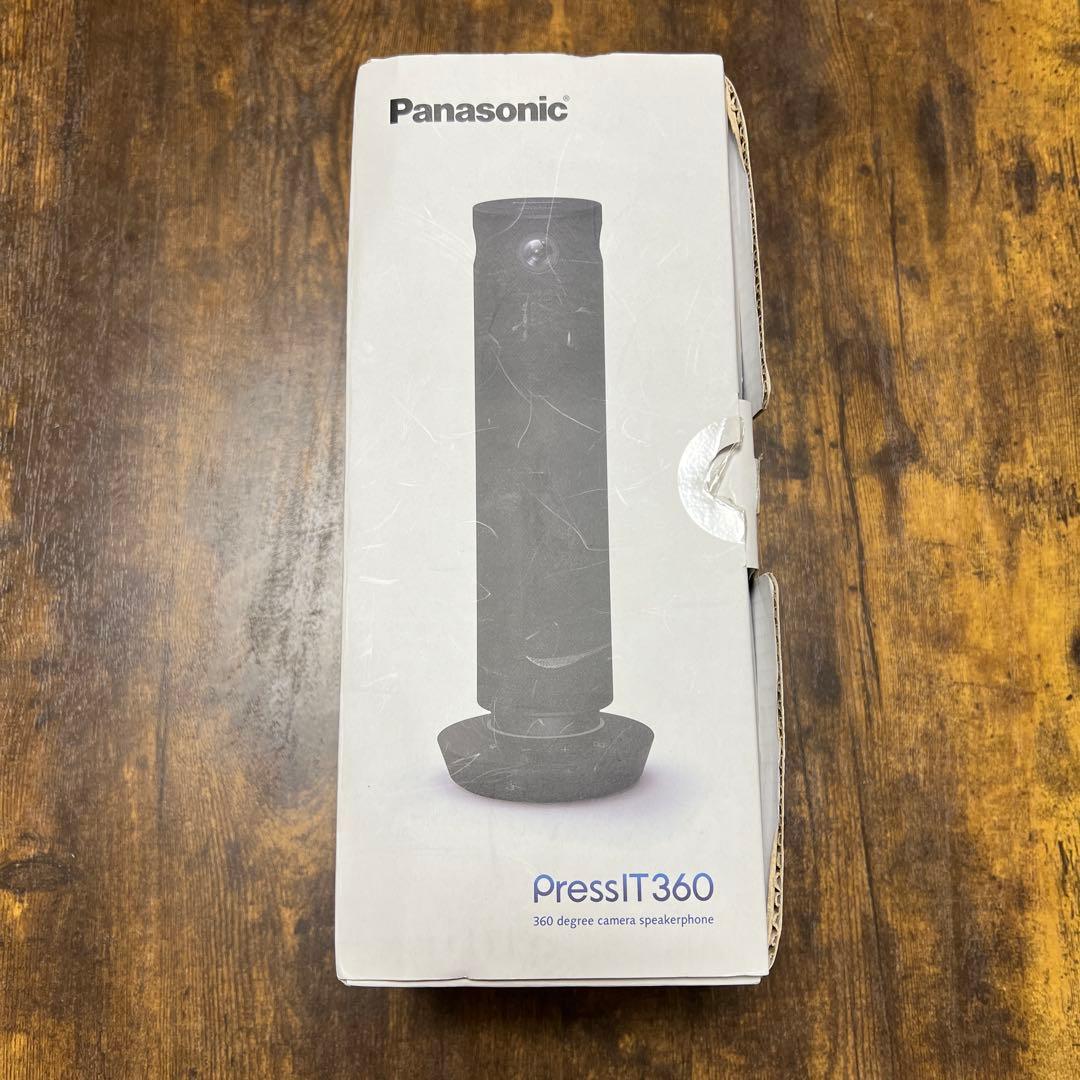 Panasonic®
PressIT360
360 degree camera speakerphone